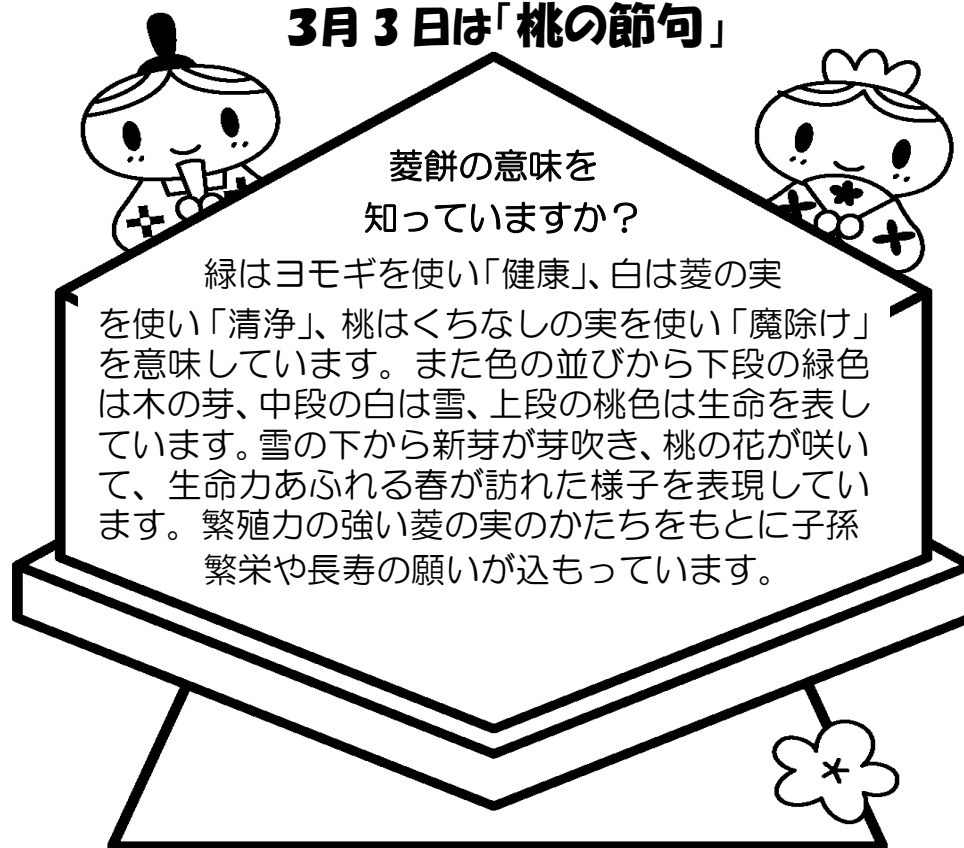 3月3日は「桃の節句」
菱餅の意味を
知っていますか？
緑はヨモギを使い「健康」、白は菱の実
を使い「清浄」、桃はくちなしの実を使い「魔除け」
を意味しています。また色の並びから下段の緑色
は木の芽、中段の白は雪、上段の桃色は生命を表し
ています。雪の下から新芽が芽吹き、桃の花が咲い
て、生命力あふれる春が訪れた様子を表現してい
ます。繁殖力の強い菱の実のかたちをもとに子孫
繁栄や長寿の願いが込もっています。